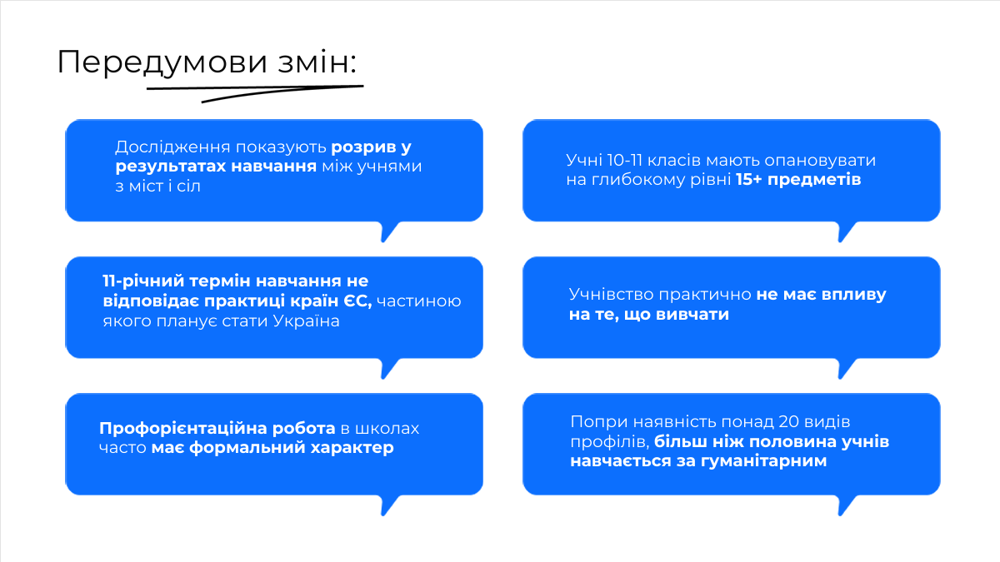 Передумови змін:
Дослідження показують розрив у
результатах навчання між учнями
з міст і сіл
Учні 10-11 класів мають опановувати
на глибокому рівні 15+ предметів
11-річний термін навчання не
відповідає практиці країн ЄС, частиною
якого планує стати Україна
Учнівство практично не має впливу
на те, що вивчати
Профорієнтаційна робота в школах
часто має формальний характер
Попри наявність понад 20 видів
профілів, більш ніж половина учнів
навчається за гуманітарним